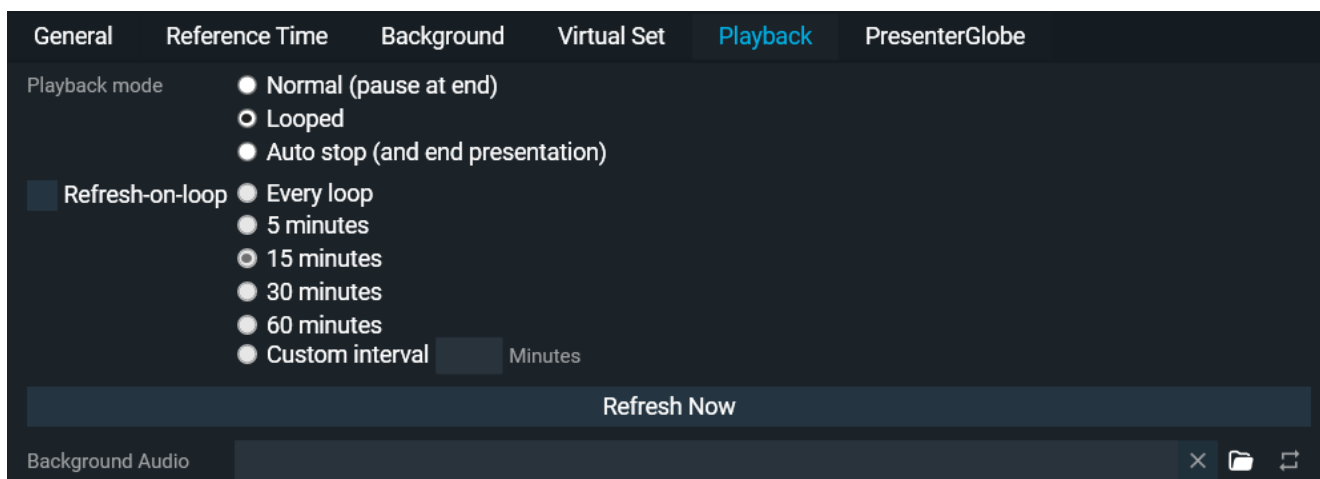 General Reference Time Background Virtual Set Playback PresenterGlobe
Playback mode Normal (pause at end)
Looped
Auto stop (and end presentation)
Refresh-on-loop Every loop
5 minutes
15 minutes
30 minutes
60 minutes
Custom interval Minutes
Refresh Now
Background Audio